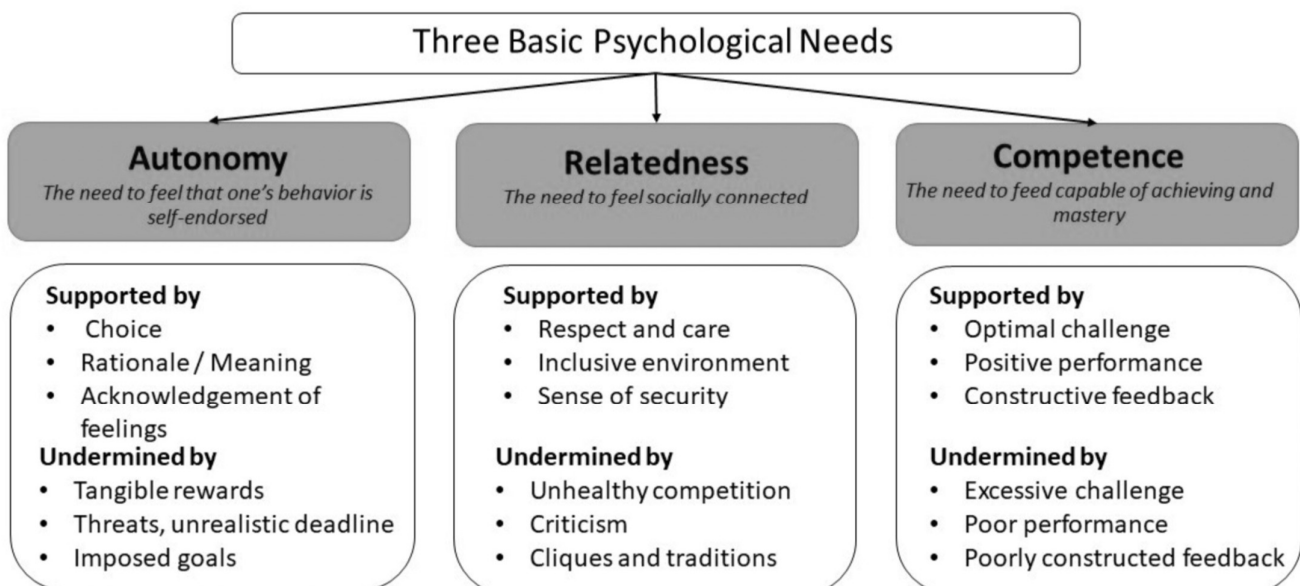 Three Basic Psychological Needs
Autonomy
The need to feel that one's behavior is
self-endorsed
Supported by
• Choice
• Rationale / Meaning
• Acknowledgement of
feelings
Undermined by
• Tangible rewards
• Threats, unrealistic deadline
• Imposed goals
Relatedness
The need to feel socially connected
Supported by
• Respect and care
• Inclusive environment
• Sense of security
Undermined by
• Unhealthy competition
• Criticism
• Cliques and traditions
Competence
The need to feed capable of achieving and
mastery
Supported by
• Optimal challenge
• Positive performance
• Constructive feedback
Undermined by
• Excessive challenge
• Poor performance
• Poorly constructed feedback